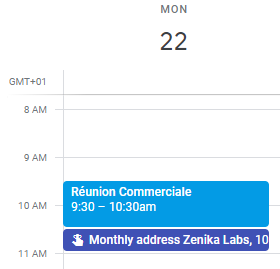 MON
22
GMT+01
8 AM
9 AM
Réunion Commerciale
9:30 – 10:30am
10 AM
Monthly address Zenika Labs, 10
11 AM